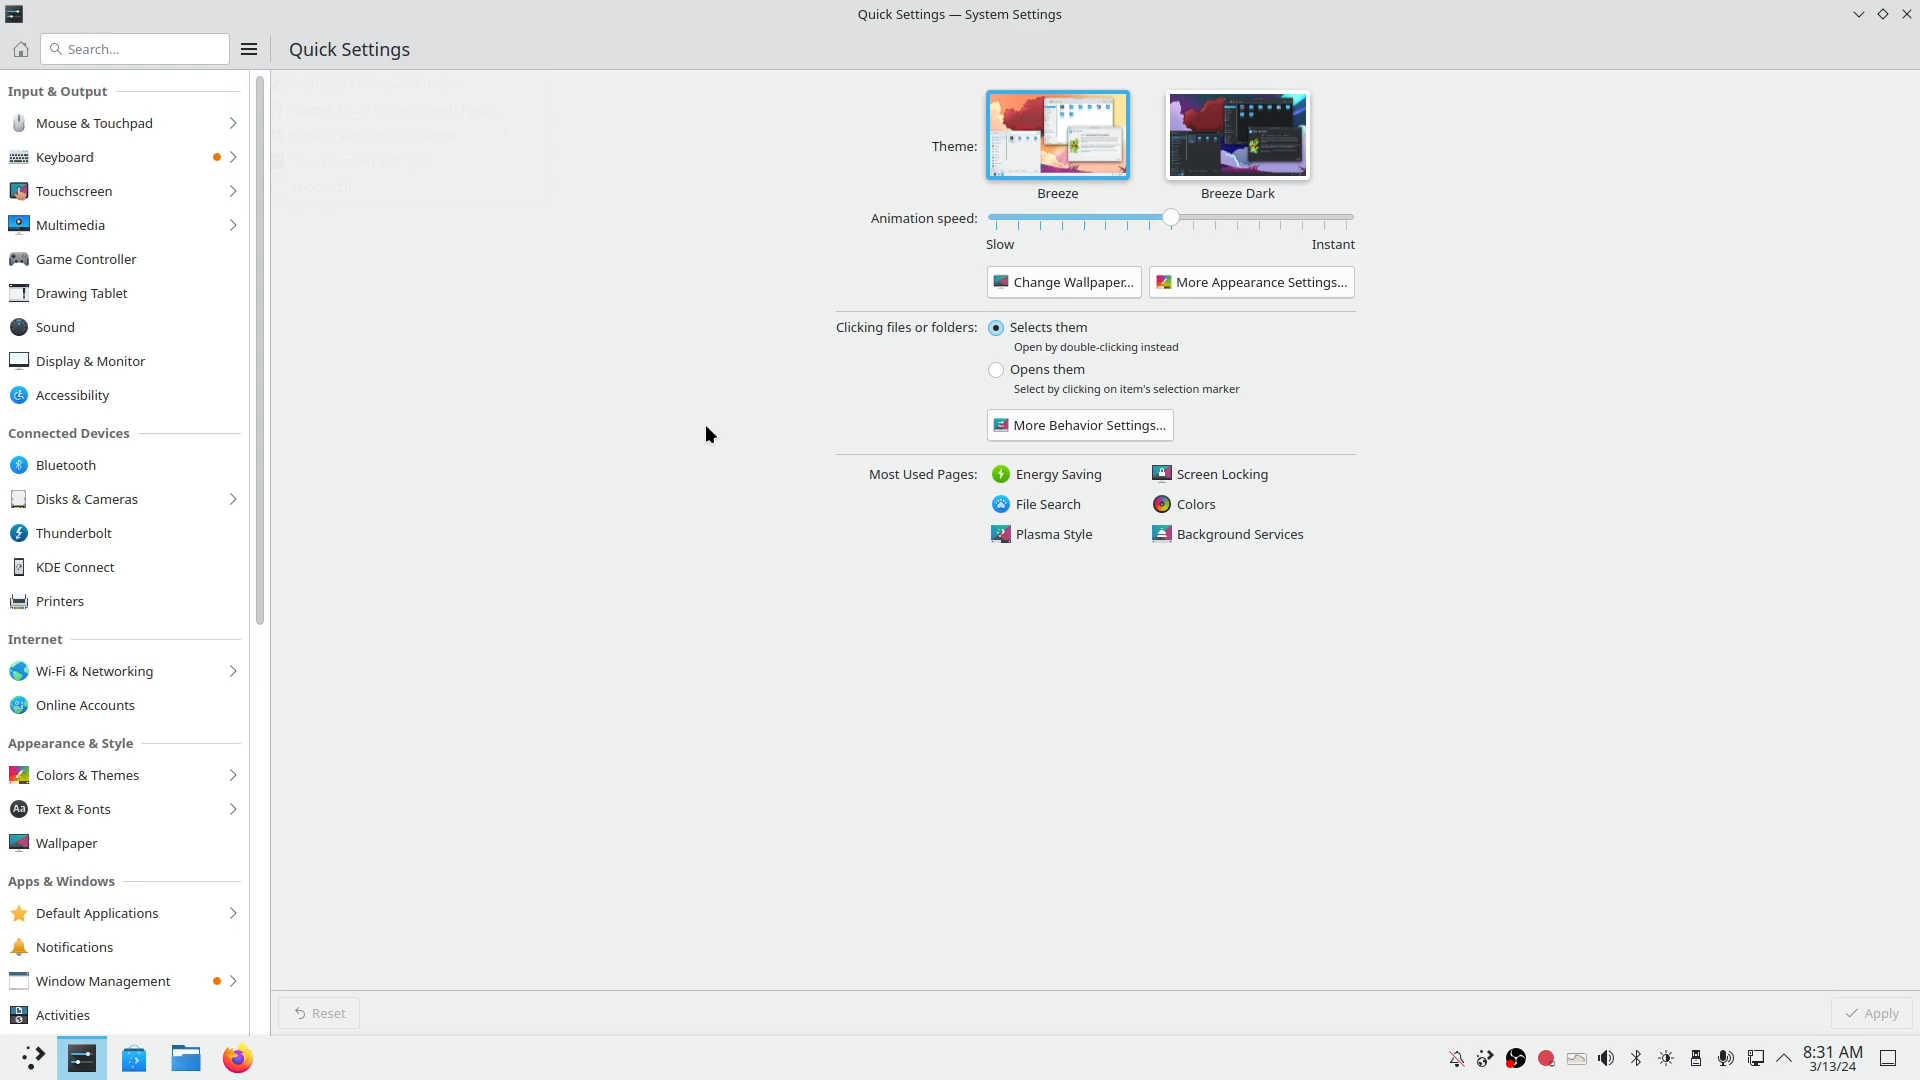 Quick Settings — System Settings
Search...
Quick Settings
Input & Output
Mouse & Touchpad
Keyboard
Touchscreen
Multimedia
Game Controller
Drawing Tablet
Sound
Display & Monitor
Accessibility
Connected Devices
Bluetooth
Disks & Cameras
Thunderbolt
KDE Connect
Printers
Internet
Wi-Fi & Networking
Online Accounts
Appearance & Style
Colors & Themes
Text & Fonts
Wallpaper
Apps & Windows
Default Applications
Notifications
Window Management
Activities
Theme:
Breeze
Breeze Dark
Animation speed:
Slow
Instant
Change Wallpaper...
More Appearance Settings...
Clicking files or folders:
Selects them
Open by double-clicking instead
Opens them
Select by clicking on item's selection marker
More Behavior Settings...
Most Used Pages:
Energy Saving
Screen Locking
File Search
Colors
Plasma Style
Background Services
Reset
Apply
8:31 AM
3/13/24